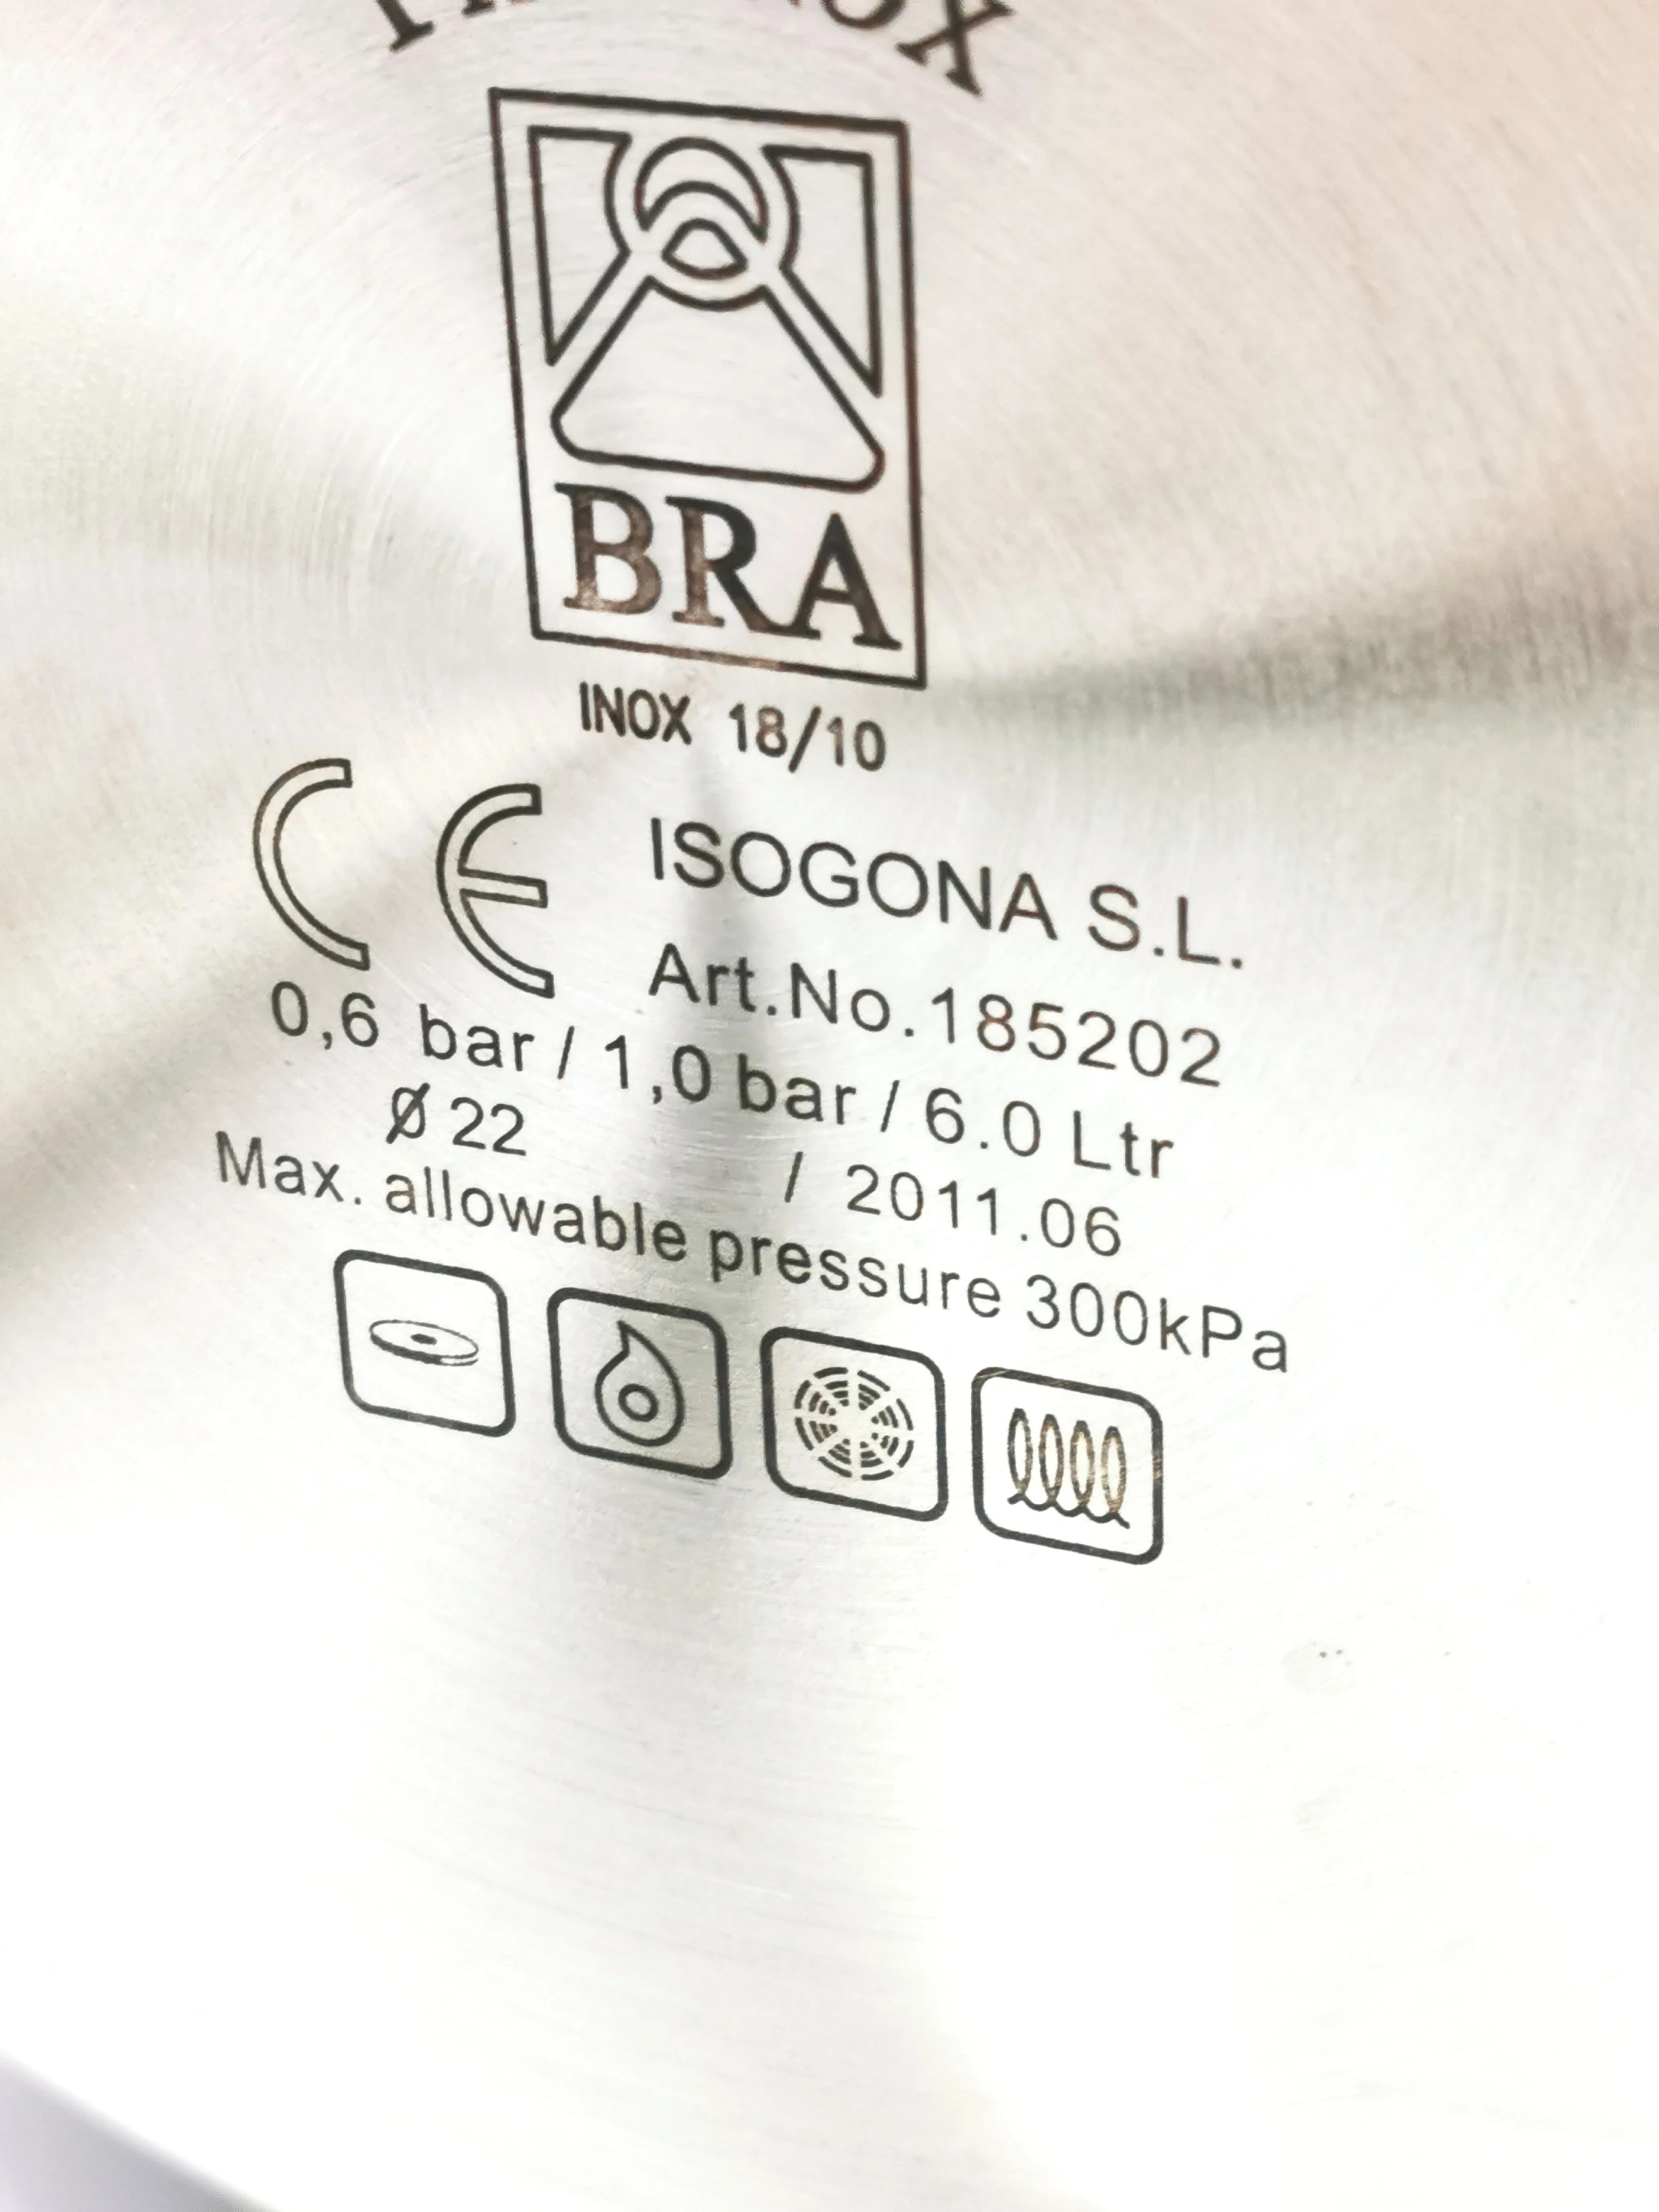 BRA
INOX 18/10
CE ISOGONA S.L.
Art.No.185202
0,6 bar / 1,0 bar / 6.0 Ltr
Ø 22 / 2011.06
Max. allowable pressure 300kPa